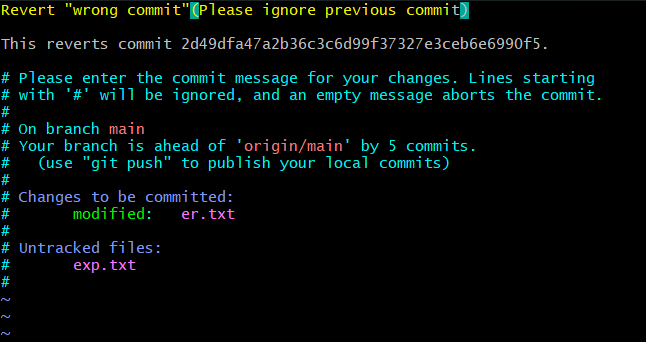 Revert "wrong commit"(Please ignore previous commit)

This reverts commit 2d49dfa47a2b36c3c6d99f37327e3ceb6e6990f5.

# Please enter the commit message for your changes. Lines starting
# with '#' will be ignored, and an empty message aborts the commit.
#
# On branch main
# Your branch is ahead of 'origin/main' by 5 commits.
#   (use "git push" to publish your local commits)
#
# Changes to be committed:
#       modified:   er.txt
#
# Untracked files:
#       exp.txt
#
~
~
~